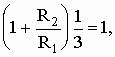 (1 + R₂/R₁) 1/3 = 1,